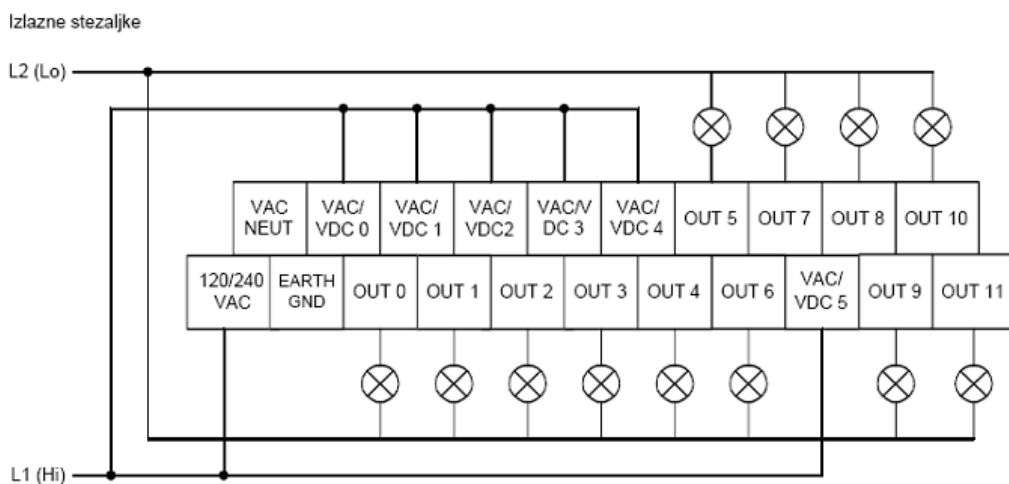 Izlazne stezaljke
L2 (Lo)
VAC NEUT
VAC/ VDC 0
VAC/ VDC 1
VAC/ VDC2
VAC/V DC 3
VAC/ VDC 4
OUT 5
OUT 7
OUT 8
OUT 10
120/240 VAC
EARTH GND
OUT 0
OUT 1
OUT 2
OUT 3
OUT 4
OUT 6
VAC/ VDC 5
OUT 9
OUT 11
L1 (Hi)